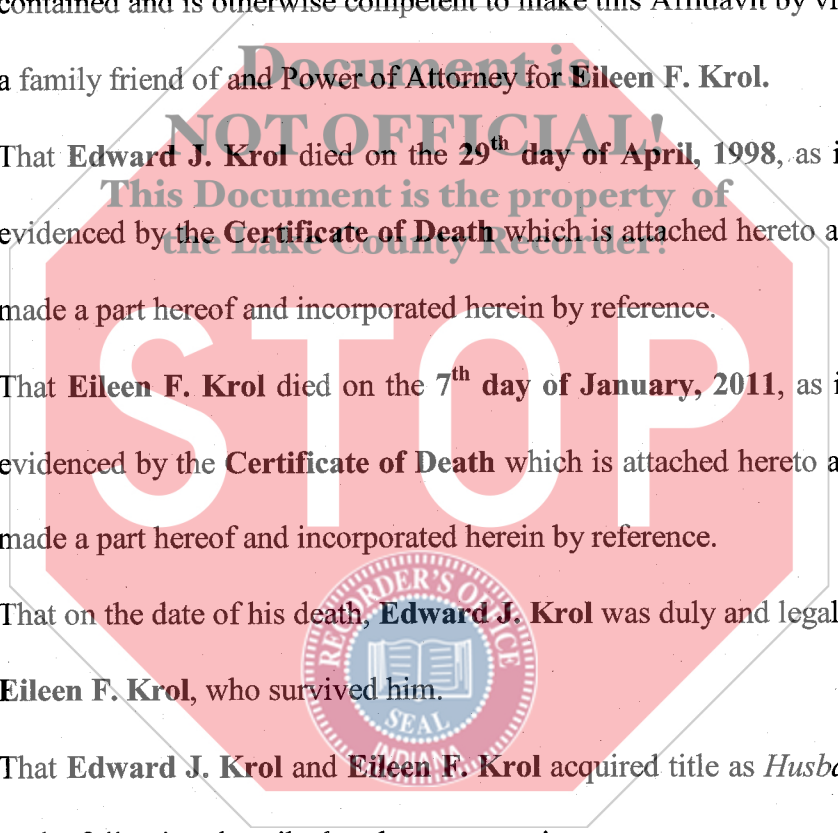 contained and is otherwise competent to make this Affidavit by
a family friend of and Power of Attorney for Eileen F. Krol.
That Edward J. Krol died on the 29th day of April, 1998, as
evidenced by the Certificate of Death which is attached hereto
made a part hereof and incorporated herein by reference.
That Eileen F. Krol died on the 7th day of January, 2011, as
evidenced by the Certificate of Death which is attached hereto
made a part hereof and incorporated herein by reference.
That on the date of his death, Edward J. Krol was duly and legal
Eileen F. Krol, who survived him.
That Edward J. Krol and Eileen F. Krol acquired title as Husb
Document is
NOT OFFICIAL!
This Document is the property of
the Lake County Recorder!
STOP
RECORDER'S OFFICE
SEAL
INDIANA